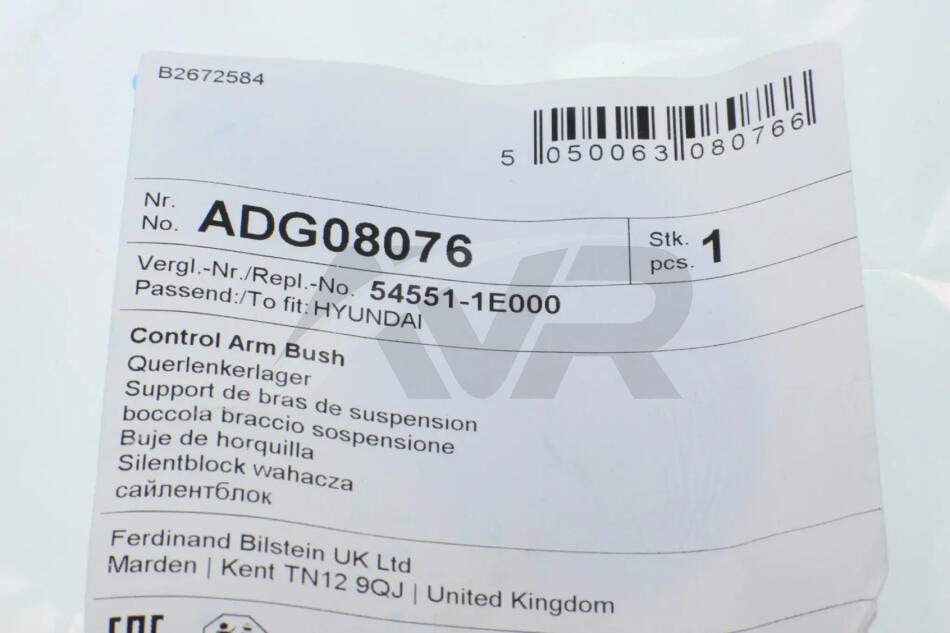 B2672584
5 050063 080766
Nr.
No. ADG08076
Stk.
pcs. 1
Vergl.-Nr./Repl.-No. 54551-1E000
Passend:/To fit: HYUNDAI
Control Arm Bush
Querlenkerlager
Support de bras de suspension
boccola braccio sospensione
Buje de horquilla
Silentblock wahacza
сайлентблок
Ferdinand Bilstein UK Ltd
Marden | Kent TN12 9QJ | United Kingdom